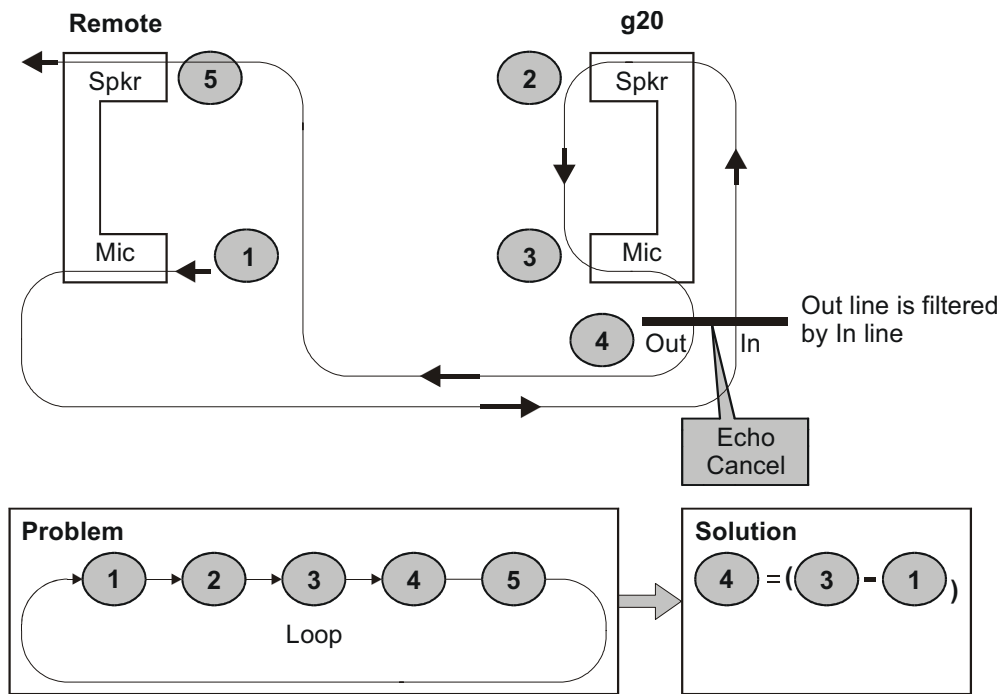 Remote
g20
Spkr
5
2
Spkr
Mic
1
3
Mic
Out line is filtered
by In line
4
Out
In
Echo
Cancel
Problem
1
2
3
4
5
Loop
Solution
4 = ( 3 - 1 )